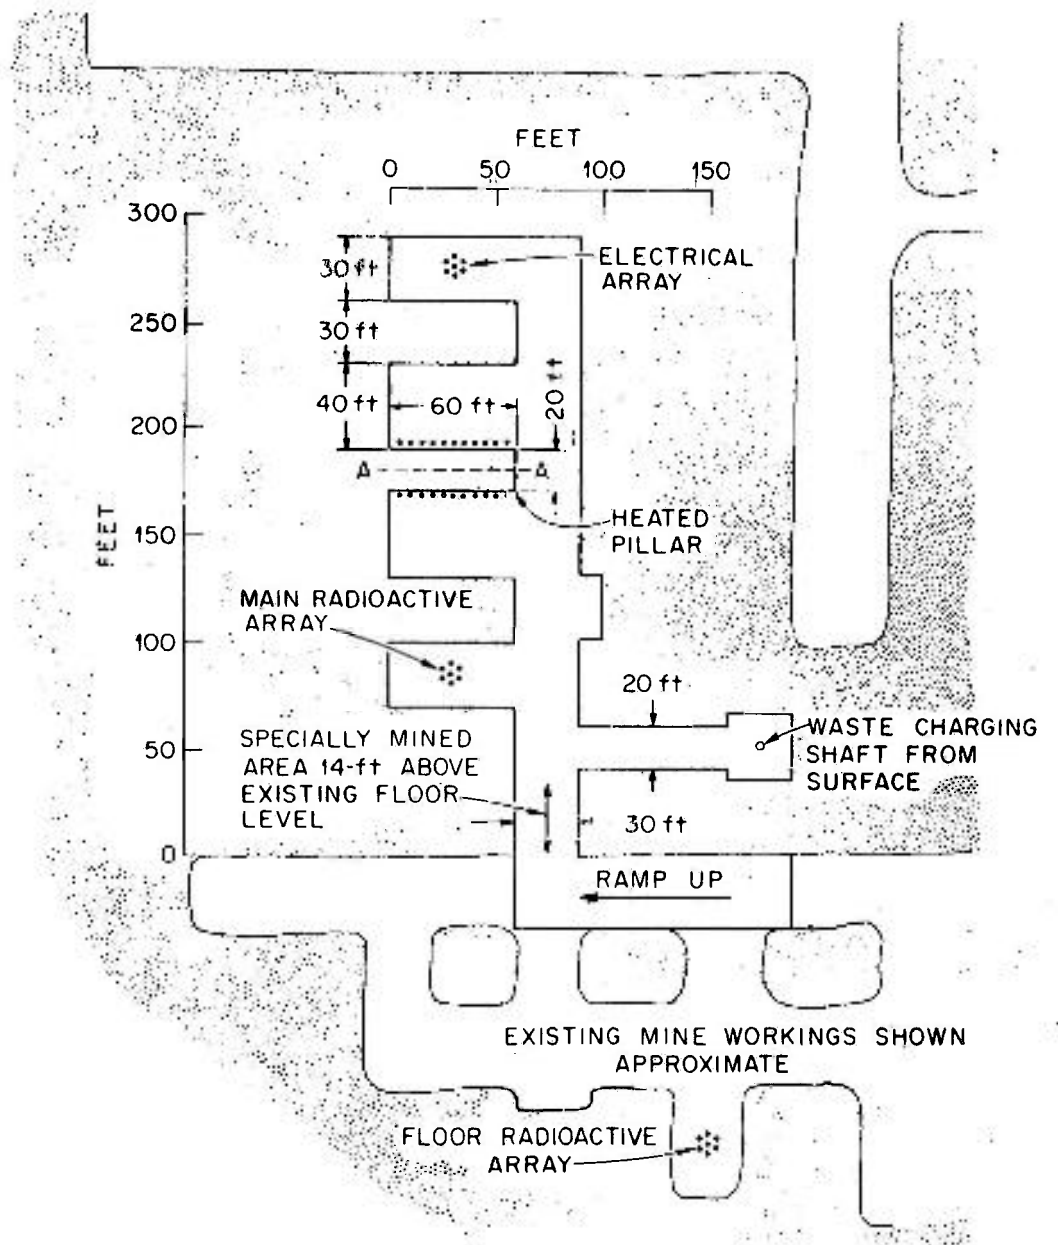 FEET
0 50 100 150
300
250
200
150
100
50
0
FEET
30 ft
30 ft
40 ft
60 ft
20 ft
ELECTRICAL
ARRAY
A A
HEATED
PILLAR
MAIN RADIOACTIVE
ARRAY
20 ft
WASTE CHARGING
SHAFT FROM
SURFACE
SPECIALLY MINED
AREA 14-ft ABOVE
EXISTING FLOOR
LEVEL
30 ft
RAMP UP
EXISTING MINE WORKINGS SHOWN
APPROXIMATE
FLOOR RADIOACTIVE
ARRAY